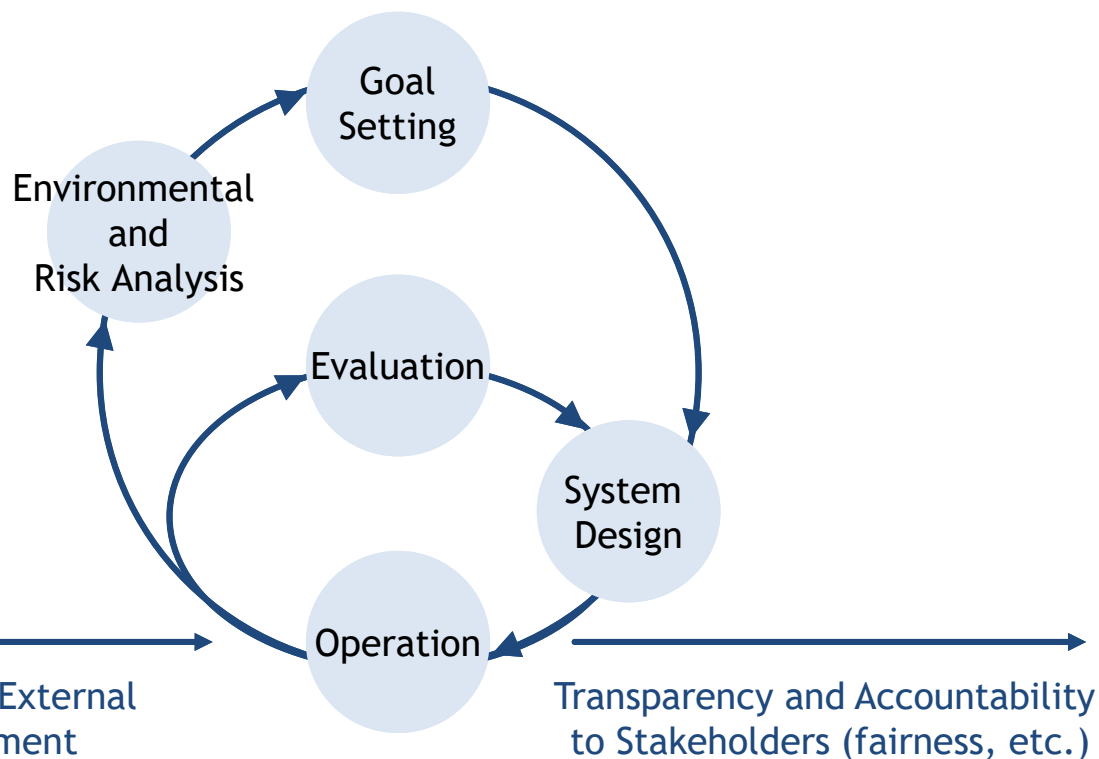 Goal
Setting
Environmental
and
Risk Analysis
Evaluation
System
Design
Operation
External
ment
Transparency and Accountability
to Stakeholders (fairness, etc.)